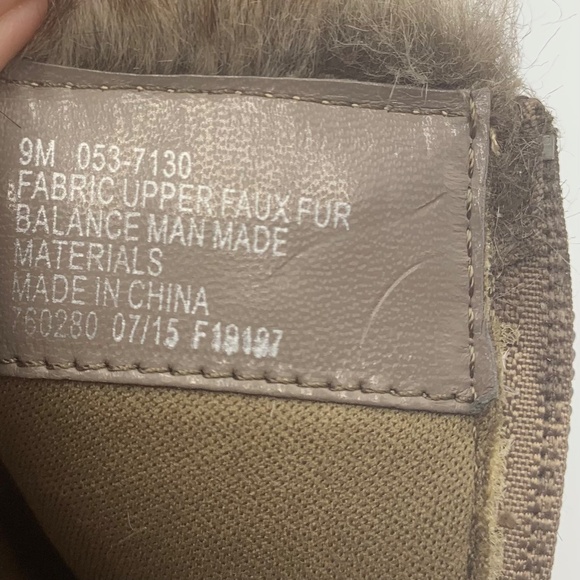 9M 053-7130
FABRIC UPPER FAUX FUR
BALANCE MAN MADE
MATERIALS
MADE IN CHINA
760280 07/15 F19197